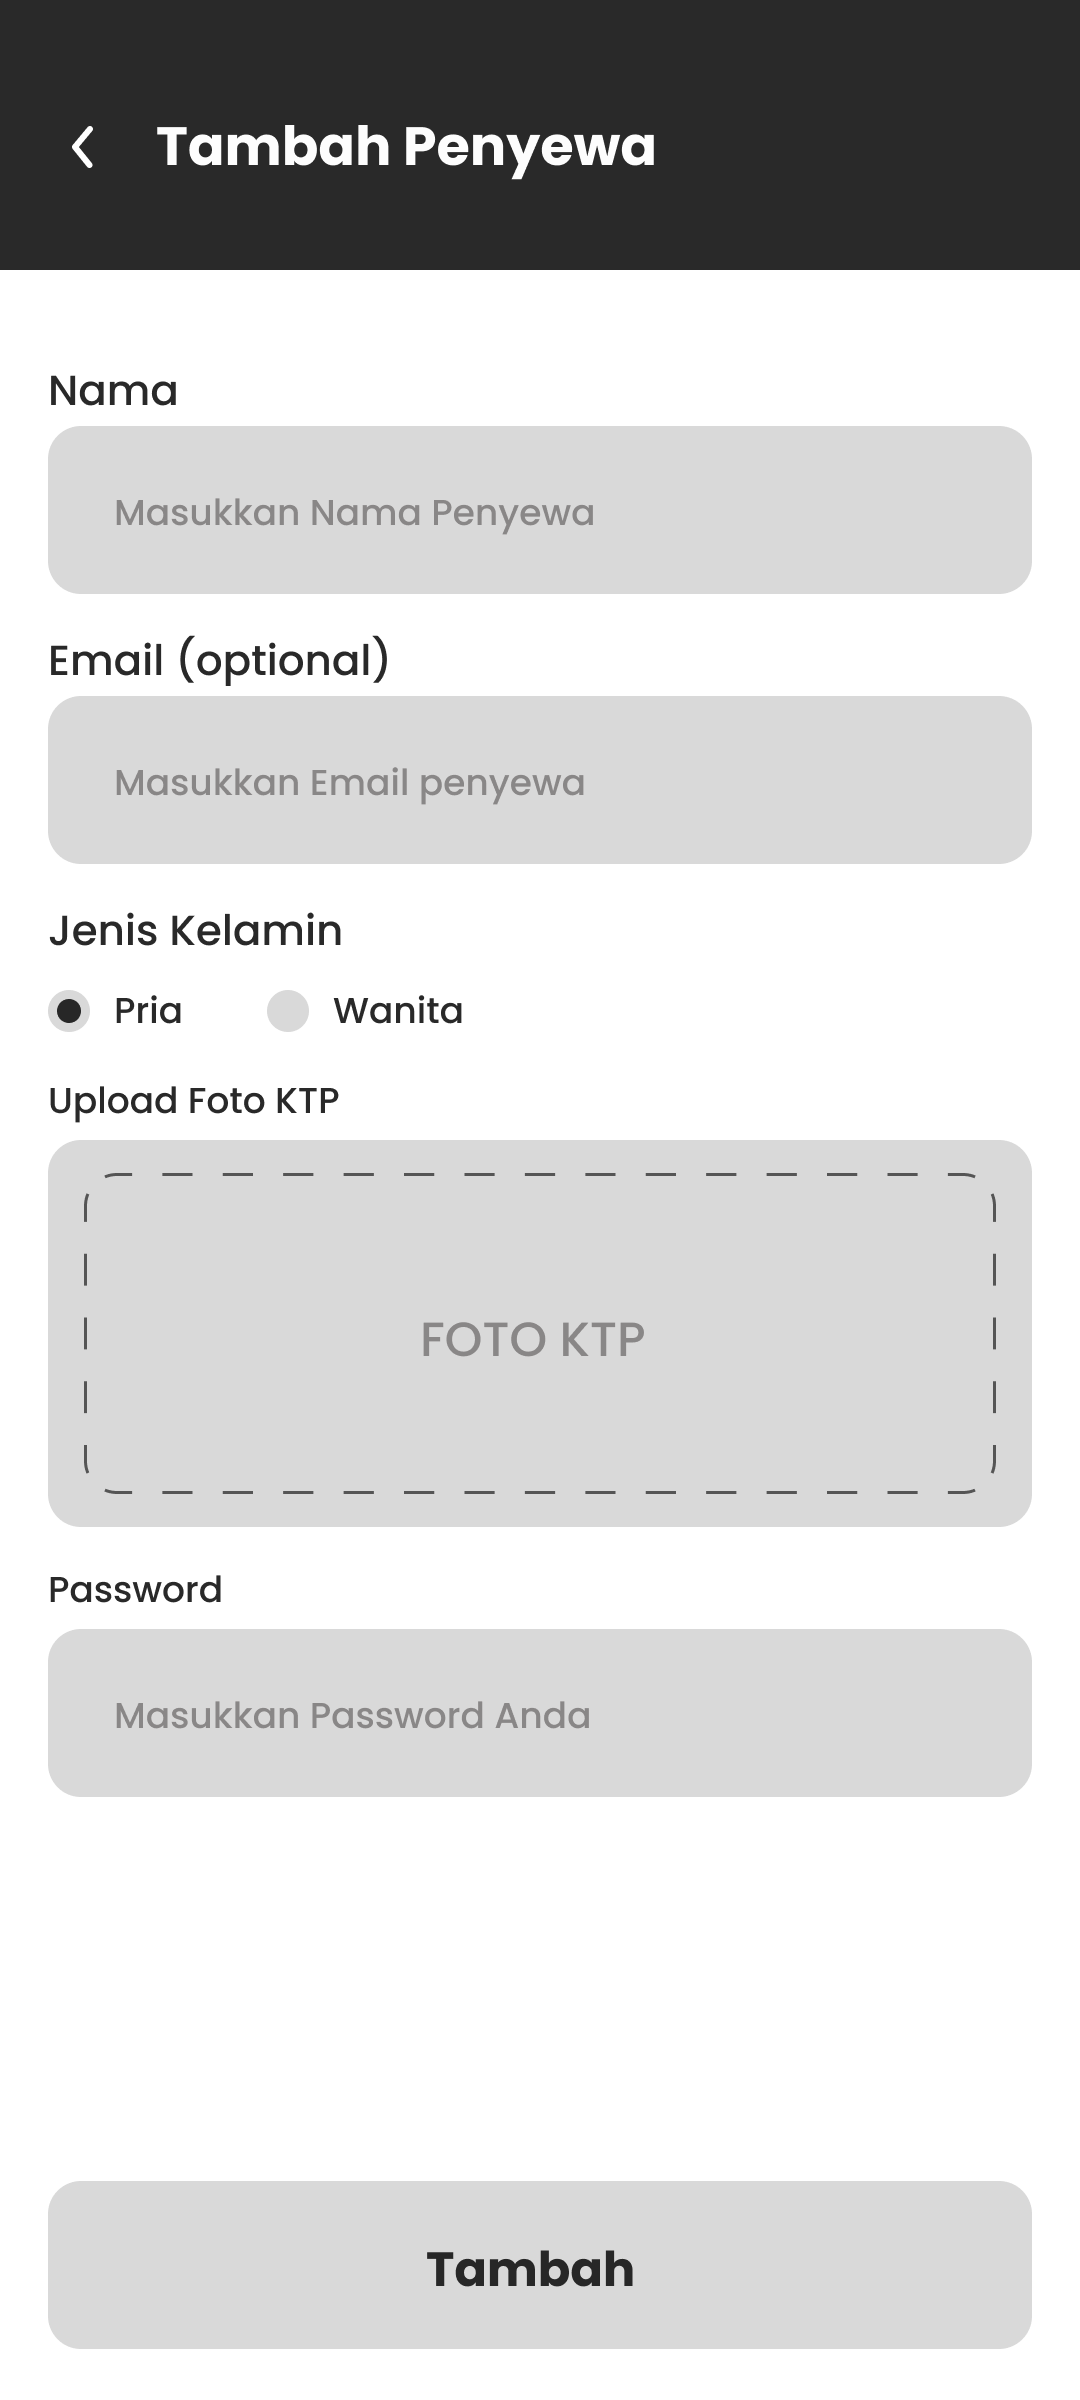 Tambah Penyewa
Nama
Masukkan Nama Penyewa
Email (optional)
Masukkan Email penyewa
Jenis Kelamin
Pria Wanita
Upload Foto KTP
FOTO KTP
Password
Masukkan Password Anda
Tambah